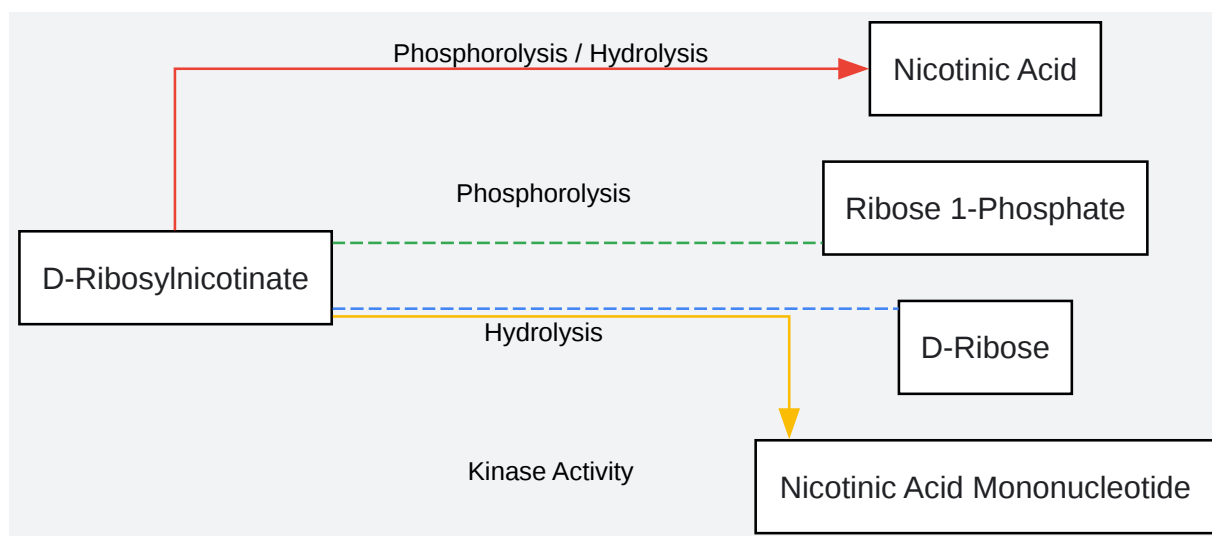 Phosphorolysis / Hydrolysis
Nicotinic Acid
Phosphorolysis
Ribose 1-Phosphate
D-Ribosylnicotinate
Hydrolysis
D-Ribose
Kinase Activity
Nicotinic Acid Mononucleotide